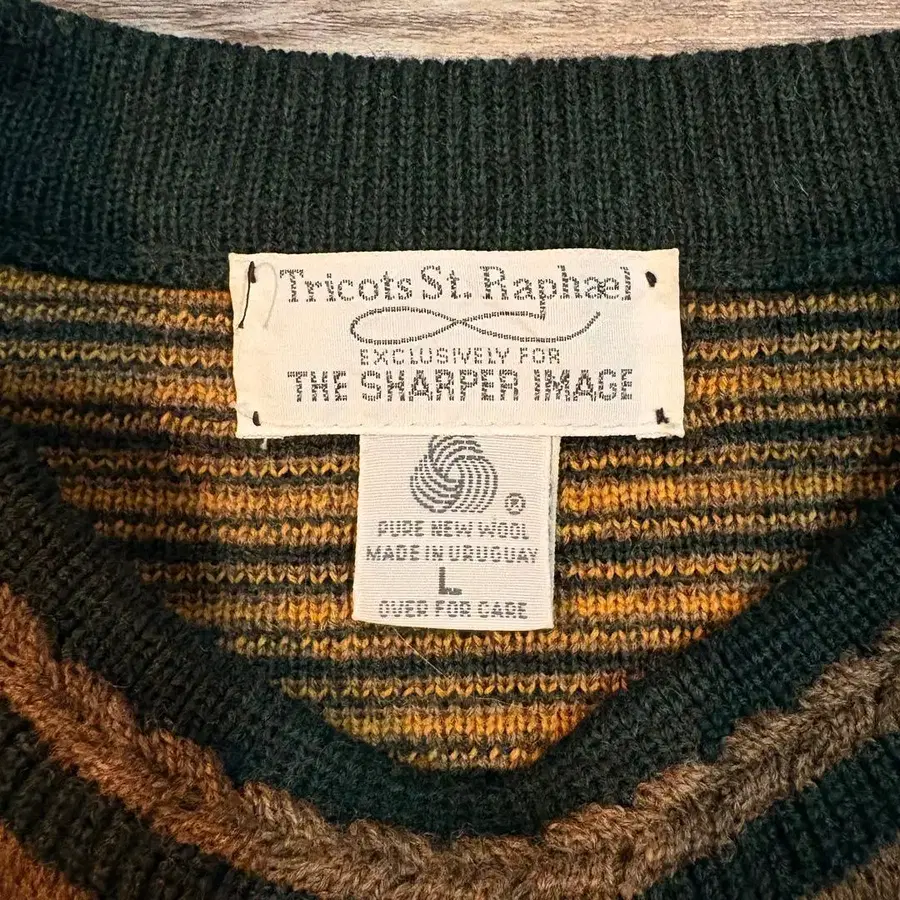 Tricots St. Raphael
EXCLUSIVELY FOR
THE SHARPER IMAGE
®
PURE NEW WOOL
MADE IN URUGUAY
L
OVER FOR CARE